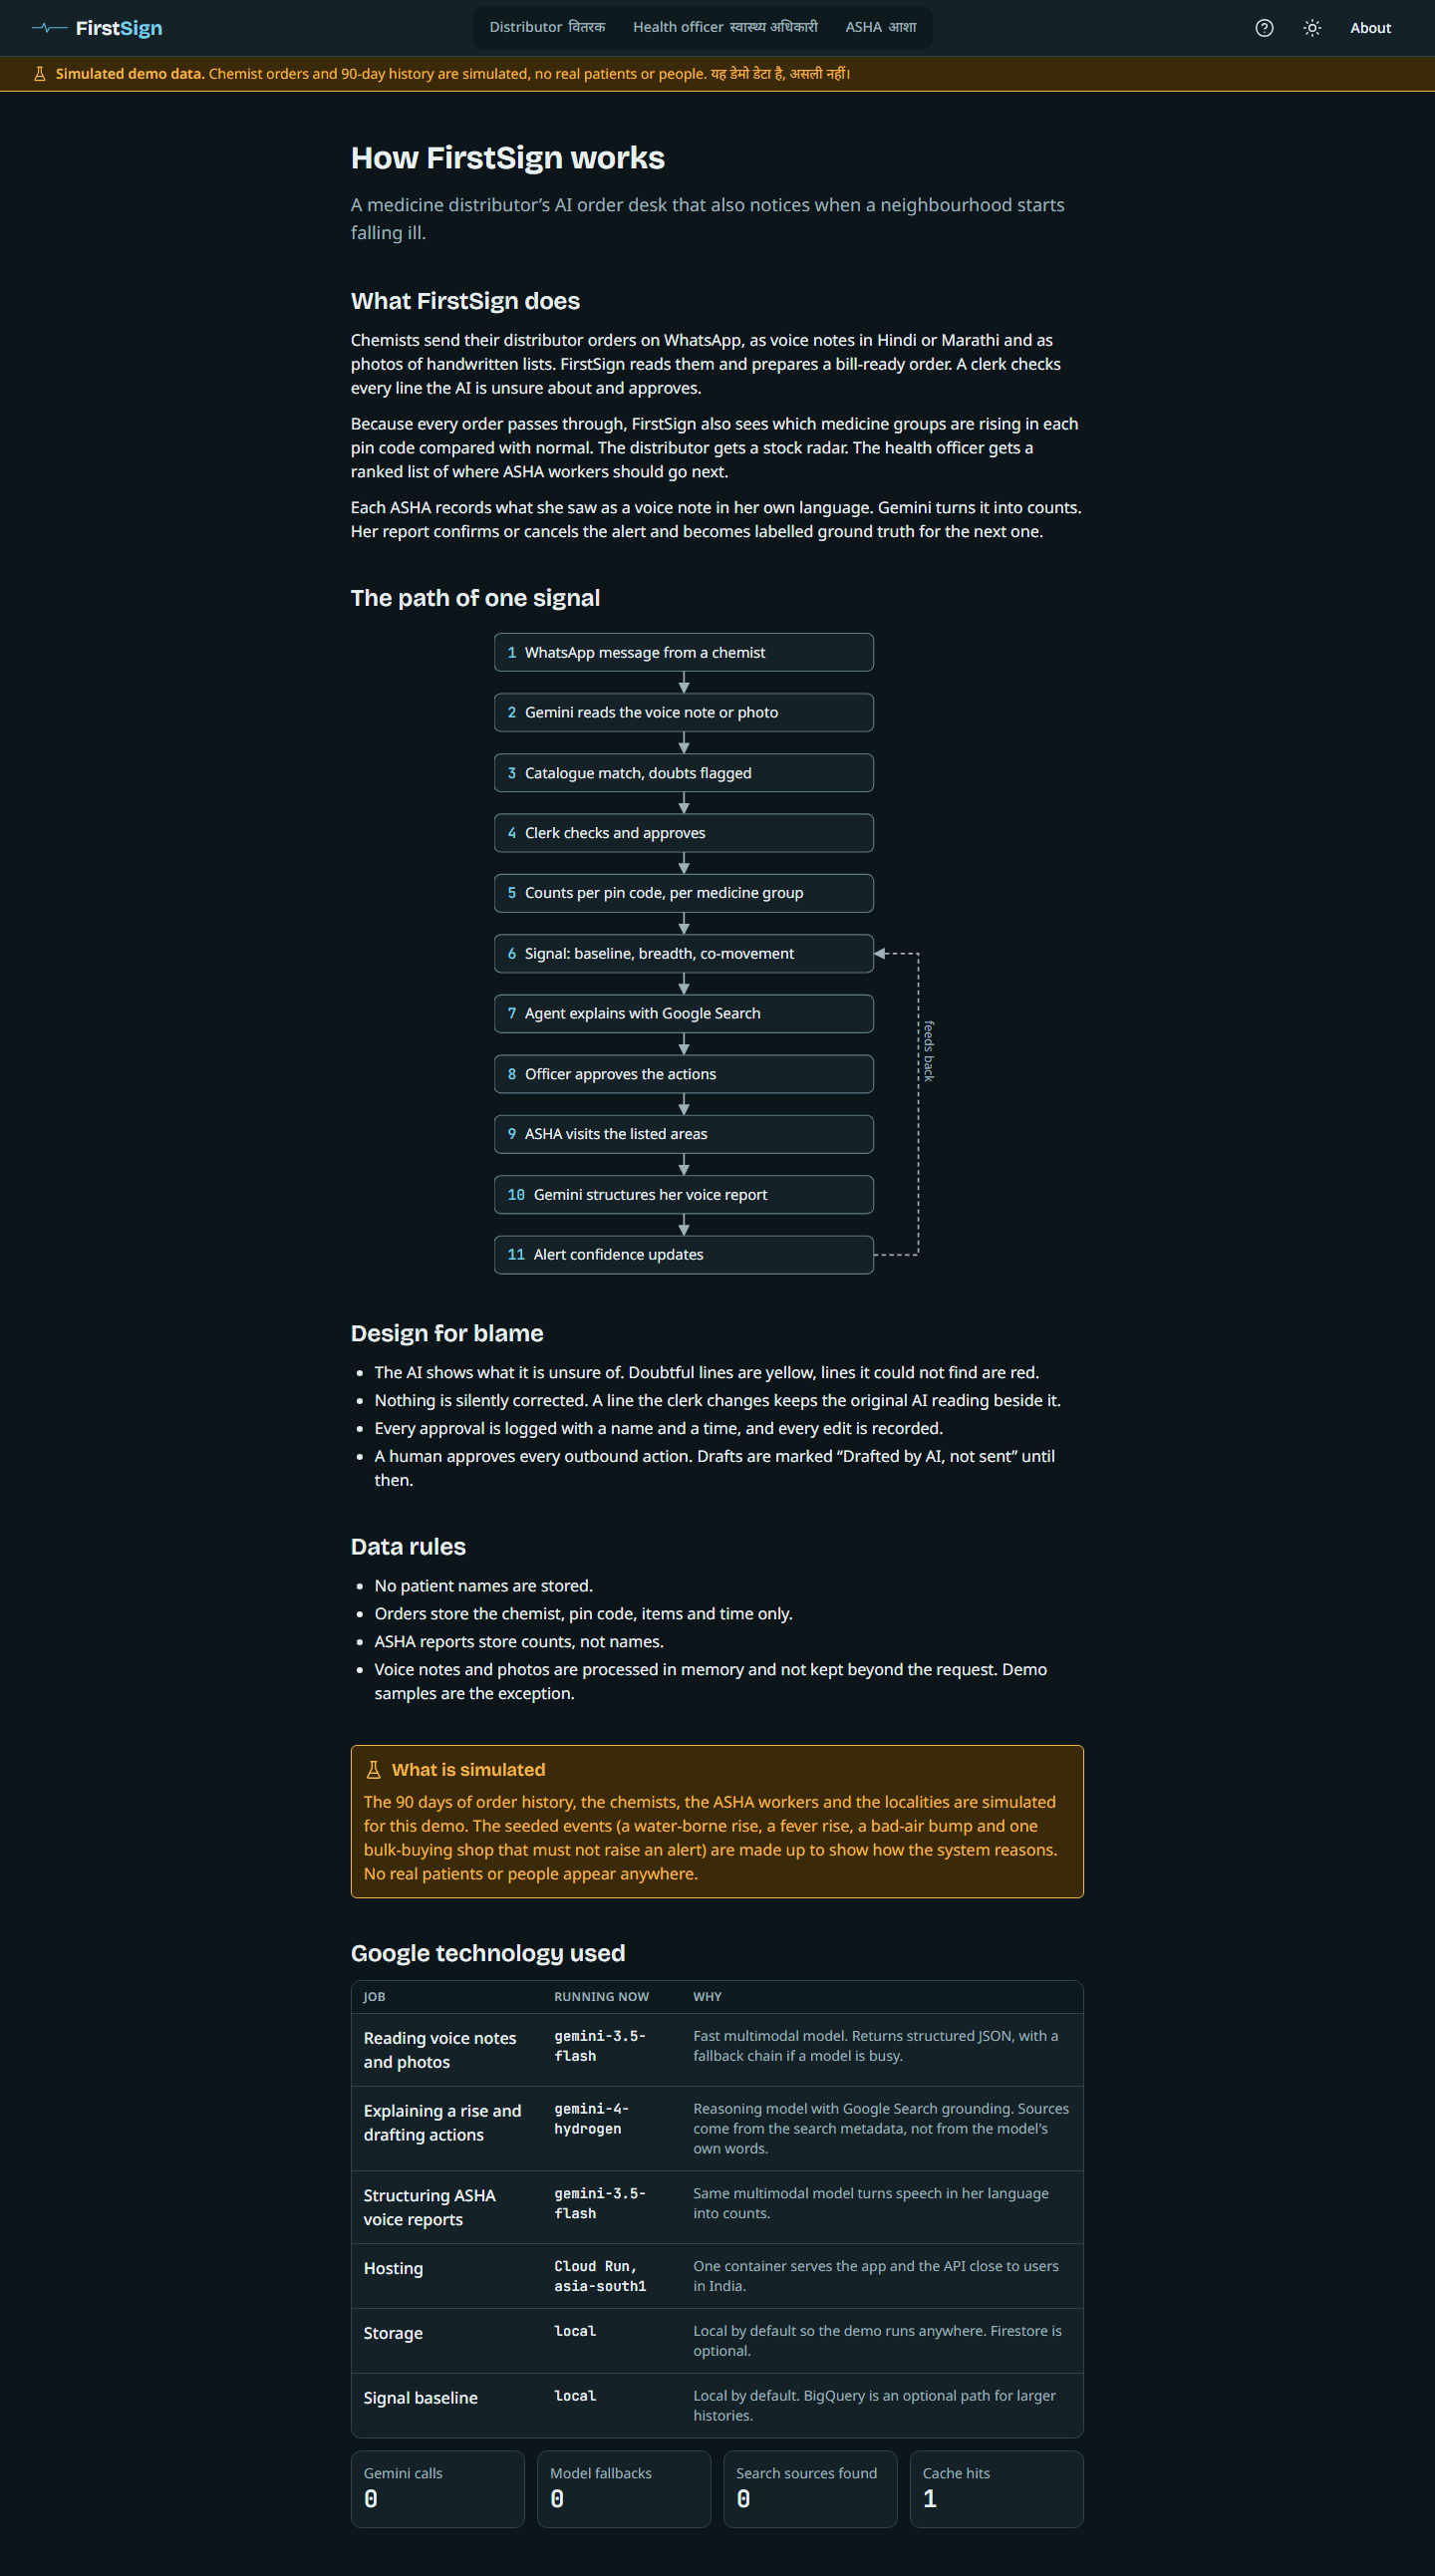 FirstSign
Distributor वितरक
Health officer स्वास्थ्य अधिकारी
ASHA आशा
About
Simulated demo data. Chemist orders and 90-day history are simulated, no real patients or people. यह डेमो डेटा है, असली नहीं।
How FirstSign works
A medicine distributor’s AI order desk that also notices when a neighbourhood starts
falling ill.
What FirstSign does
Chemists send their distributor orders on WhatsApp, as voice notes in Hindi or Marathi and as
photos of handwritten lists. FirstSign reads them and prepares a bill-ready order. A clerk checks
every line the AI is unsure about and approves.
Because every order passes through, FirstSign also sees which medicine groups are rising in each
pin code compared with normal. The distributor gets a stock radar. The health officer gets a
ranked list of where ASHA workers should go next.
Each ASHA records what she saw as a voice note in her own language. Gemini turns it into counts.
Her report confirms or cancels the alert and becomes labelled ground truth for the next one.
The path of one signal
1 WhatsApp message from a chemist
2 Gemini reads the voice note or photo
3 Catalogue match, doubts flagged
4 Clerk checks and approves
5 Counts per pin code, per medicine group
6 Signal: baseline, breadth, co-movement
7 Agent explains with Google Search
8 Officer approves the actions
9 ASHA visits the listed areas
10 Gemini structures her voice report
11 Alert confidence updates
feeds back
Design for blame
• The AI shows what it is unsure of. Doubtful lines are yellow, lines it could not find are red.
• Nothing is silently corrected. A line the clerk changes keeps the original AI reading beside it.
• Every approval is logged with a name and a time, and every edit is recorded.
• A human approves every outbound action. Drafts are marked “Drafted by AI, not sent” until
then.
Data rules
• No patient names are stored.
• Orders store the chemist, pin code, items and time only.
• ASHA reports store counts, not names.
• Voice notes and photos are processed in memory and not kept beyond the request. Demo
samples are the exception.
What is simulated
The 90 days of order history, the chemists, the ASHA workers and the localities are simulated
for this demo. The seeded events (a water-borne rise, a fever rise, a bad-air bump and one
bulk-buying shop that must not raise an alert) are made up to show how the system reasons.
No real patients or people appear anywhere.
Google technology used
JOB
RUNNING NOW
WHY
Reading voice notes
and photos
gemini-3.5-
flash
Fast multimodal model. Returns structured JSON, with a
fallback chain if a model is busy.
Explaining a rise and
drafting actions
gemini-4-
hydrogen
Reasoning model with Google Search grounding. Sources
come from the search metadata, not from the model's
own words.
Structuring ASHA
voice reports
gemini-3.5-
flash
Same multimodal model turns speech in her language
into counts.
Hosting
Cloud Run,
asia-south1
One container serves the app and the API close to users
in India.
Storage
local
Local by default so the demo runs anywhere. Firestore is
optional.
Signal baseline
local
Local by default. BigQuery is an optional path for larger
histories.
Gemini calls
0
Model fallbacks
0
Search sources found
0
Cache hits
1